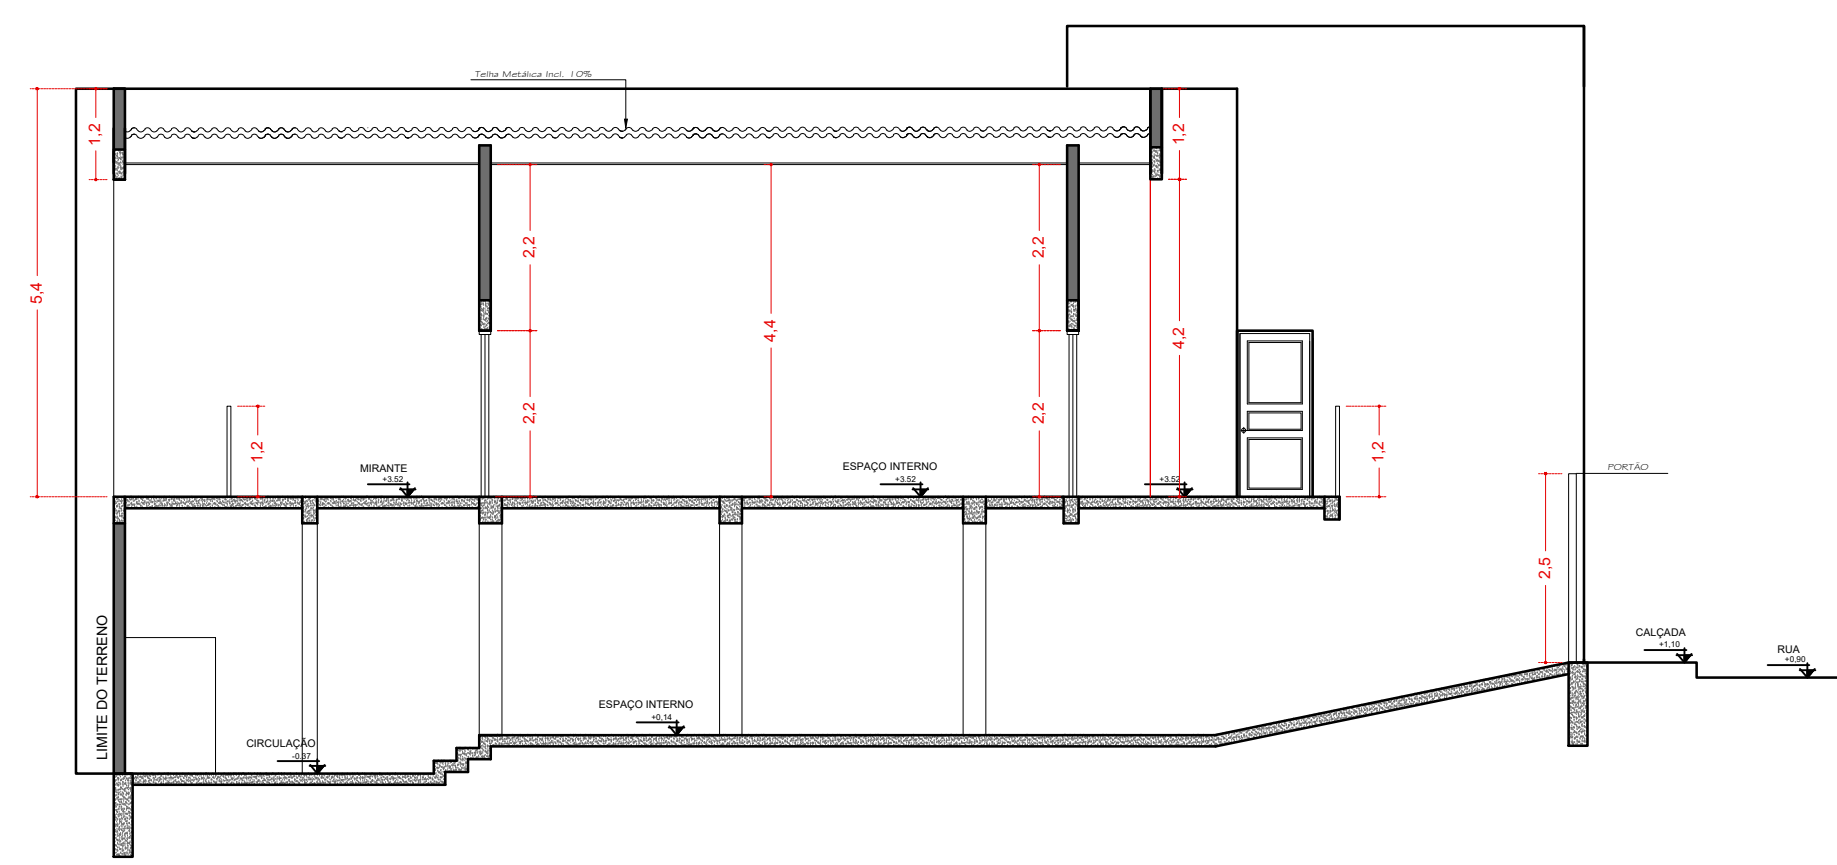 Telha Metálica Incl. 10%
1,2
1,2
5,4
2,2
2,2
4,4
4,2
2,2
2,2
1,2
1,2
MIRANTE
+3.52
ESPAÇO INTERNO
+3.52
+3.52
PORTÃO
2,5
LIMITE DO TERRENO
CALÇADA
+1,10
RUA
+0,90
ESPAÇO INTERNO
+0,14
CIRCULAÇÃO
-0.37